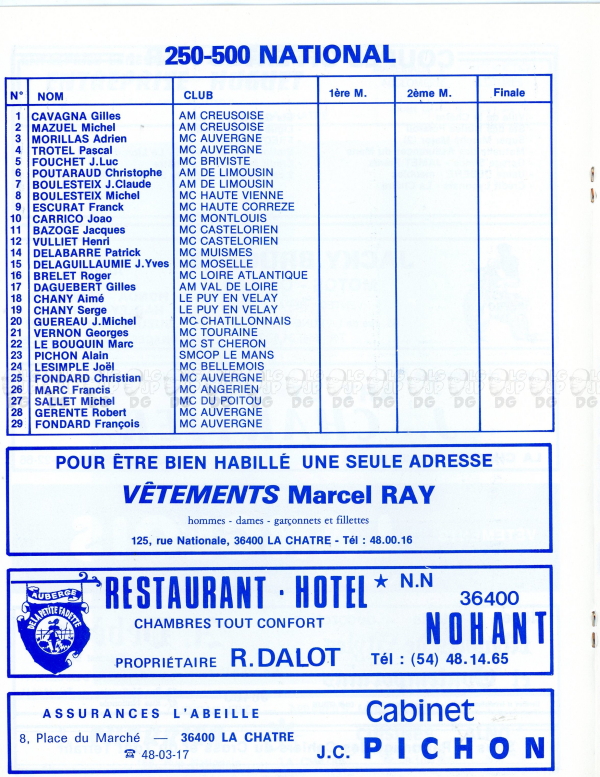 250-500 NATIONAL
N° NOM CLUB 1ère M. 2ème M. Finale
1 CAVAGNA Gilles AM CREUSOISE
2 MAZUEL Michel AM CREUSOISE
3 MORILLAS Adrien MC AUVERGNE
4 TROTEL Pascal MC AUVERGNE
5 FOUCHET J.Luc MC BRIVISTE
6 POUTARAUD Christophe AM DE LIMOUSIN
7 BOULESTEIX J.Claude AM DE LIMOUSIN
8 BOULESTEIX Michel MC HAUTE VIENNE
9 ESCURAT Franck MC HAUTE CORREZE
10 CARRICO Joao MC MONTLOUIS
11 BAZOGE Jacques MC CASTELORIEN
12 VULLIET Henri MC CASTELORIEN
14 DELABARRE Patrick MC MUISMES
15 DELAGUILLAUMIE J.Yves MC MOSELLE
16 BRELET Roger MC LOIRE ATLANTIQUE
17 DAGUEBERT Gilles AM VAL DE LOIRE
18 CHANY Aimé LE PUY EN VELAY
19 CHANY Serge LE PUY EN VELAY
20 GUEREAU J.Michel MC CHATILLONNAIS
21 VERNON Georges MC TOURAINE
22 LE BOUQUIN Marc MC ST CHERON
23 PICHON Alain SMCOP LE MANS
24 LESIMPLE Joël MC BELLEMOIS
25 FONDARD Christian MC AUVERGNE
26 MARC Francis MC ANGERIEN
27 SALLET Michel MC DU POITOU
28 GERENTE Robert MC AUVERGNE
29 FONDARD François MC AUVERGNE
POUR ÊTRE BIEN HABILLÉ UNE SEULE ADRESSE
VÊTEMENTS Marcel RAY
hommes - dames - garçonnets et fillettes
125, rue Nationale, 36400 LA CHATRE - Tél : 48.00.16
AUBERGE
DE LA PETITE FADETTE
RESTAURANT · HOTEL * N.N
CHAMBRES TOUT CONFORT
PROPRIÉTAIRE R. DALOT
36400
NOHANT
Tél : (54) 48.14.65
ASSURANCES L'ABEILLE
8, Place du Marché — 36400 LA CHATRE
☎ 48-03-17
Cabinet
J.C. PICHON